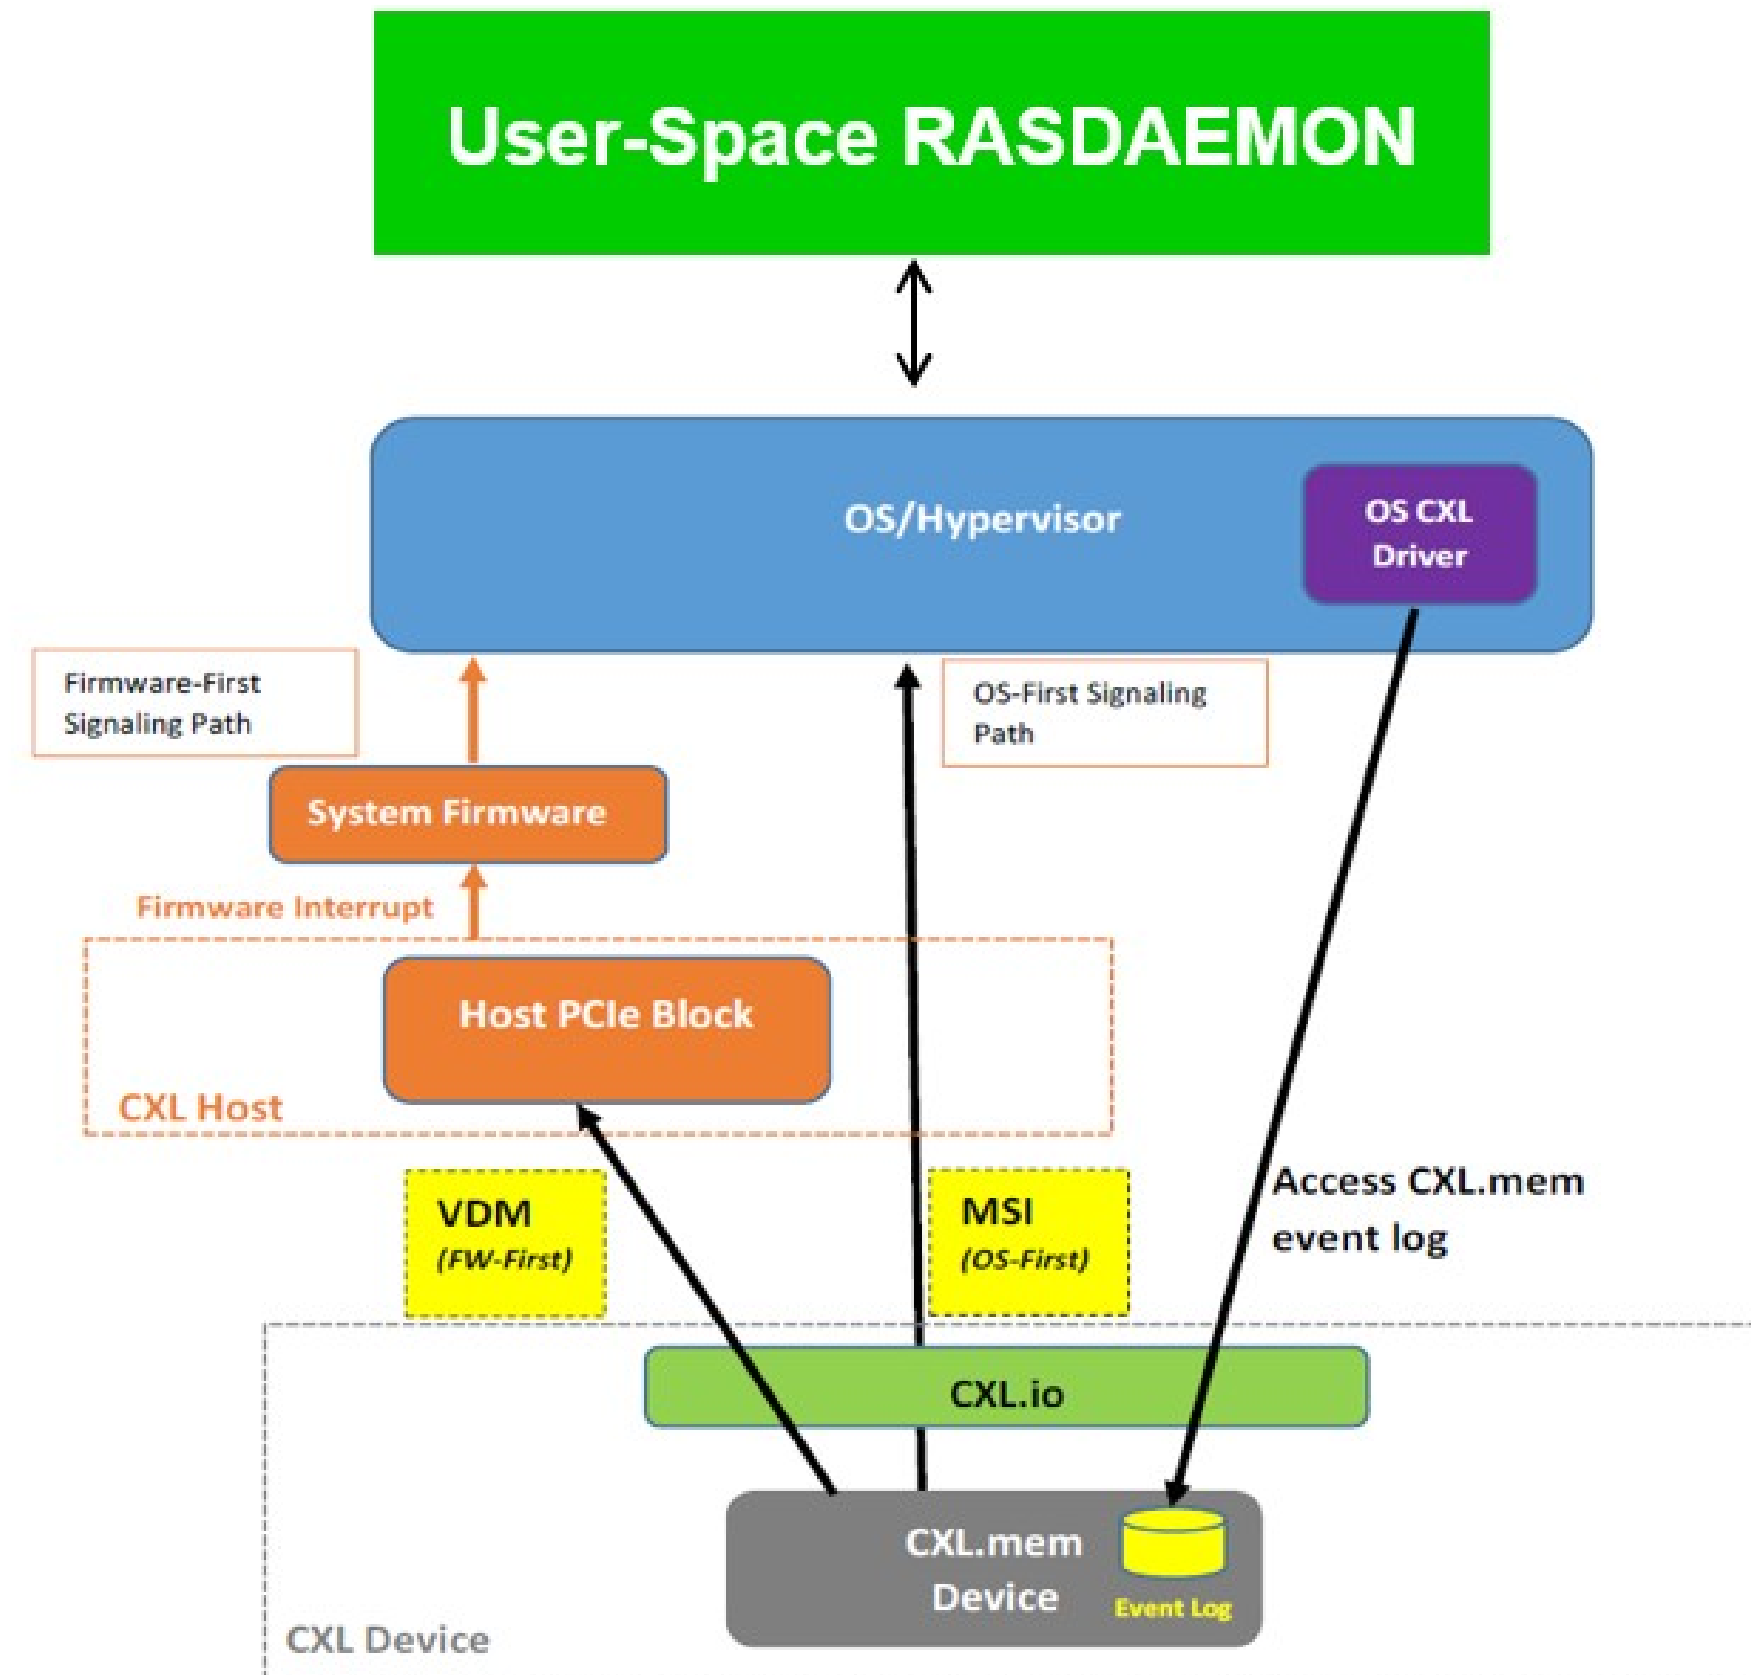 User-Space RASDAEMON
OS/Hypervisor
OS CXL
Driver
Firmware-First
Signaling Path
OS-First Signaling
Path
System Firmware
Firmware Interrupt
Host PCIe Block
CXL Host
VDM
(FW-First)
MSI
(OS-First)
Access CXL.mem
event log
CXL.io
CXL.mem
Device
Event Log
CXL Device